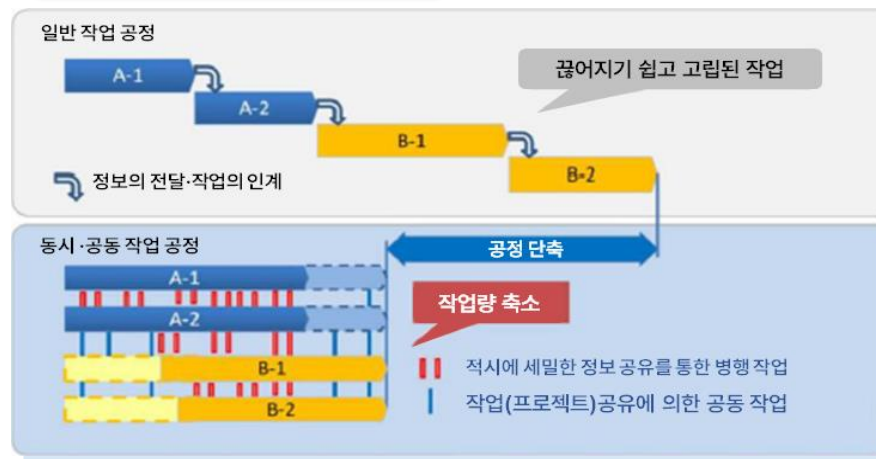 일반 작업 공정
끊어지기 쉽고 고립된 작업
A-1
A-2
B-1
B-2
정보의 전달·작업의 인계
동시·공동 작업 공정
공정 단축
A-1
작업량 축소
A-2
B-1
적시에 세밀한 정보 공유를 통한 병행 작업
B-2
작업(프로젝트)공유에 의한 공동 작업